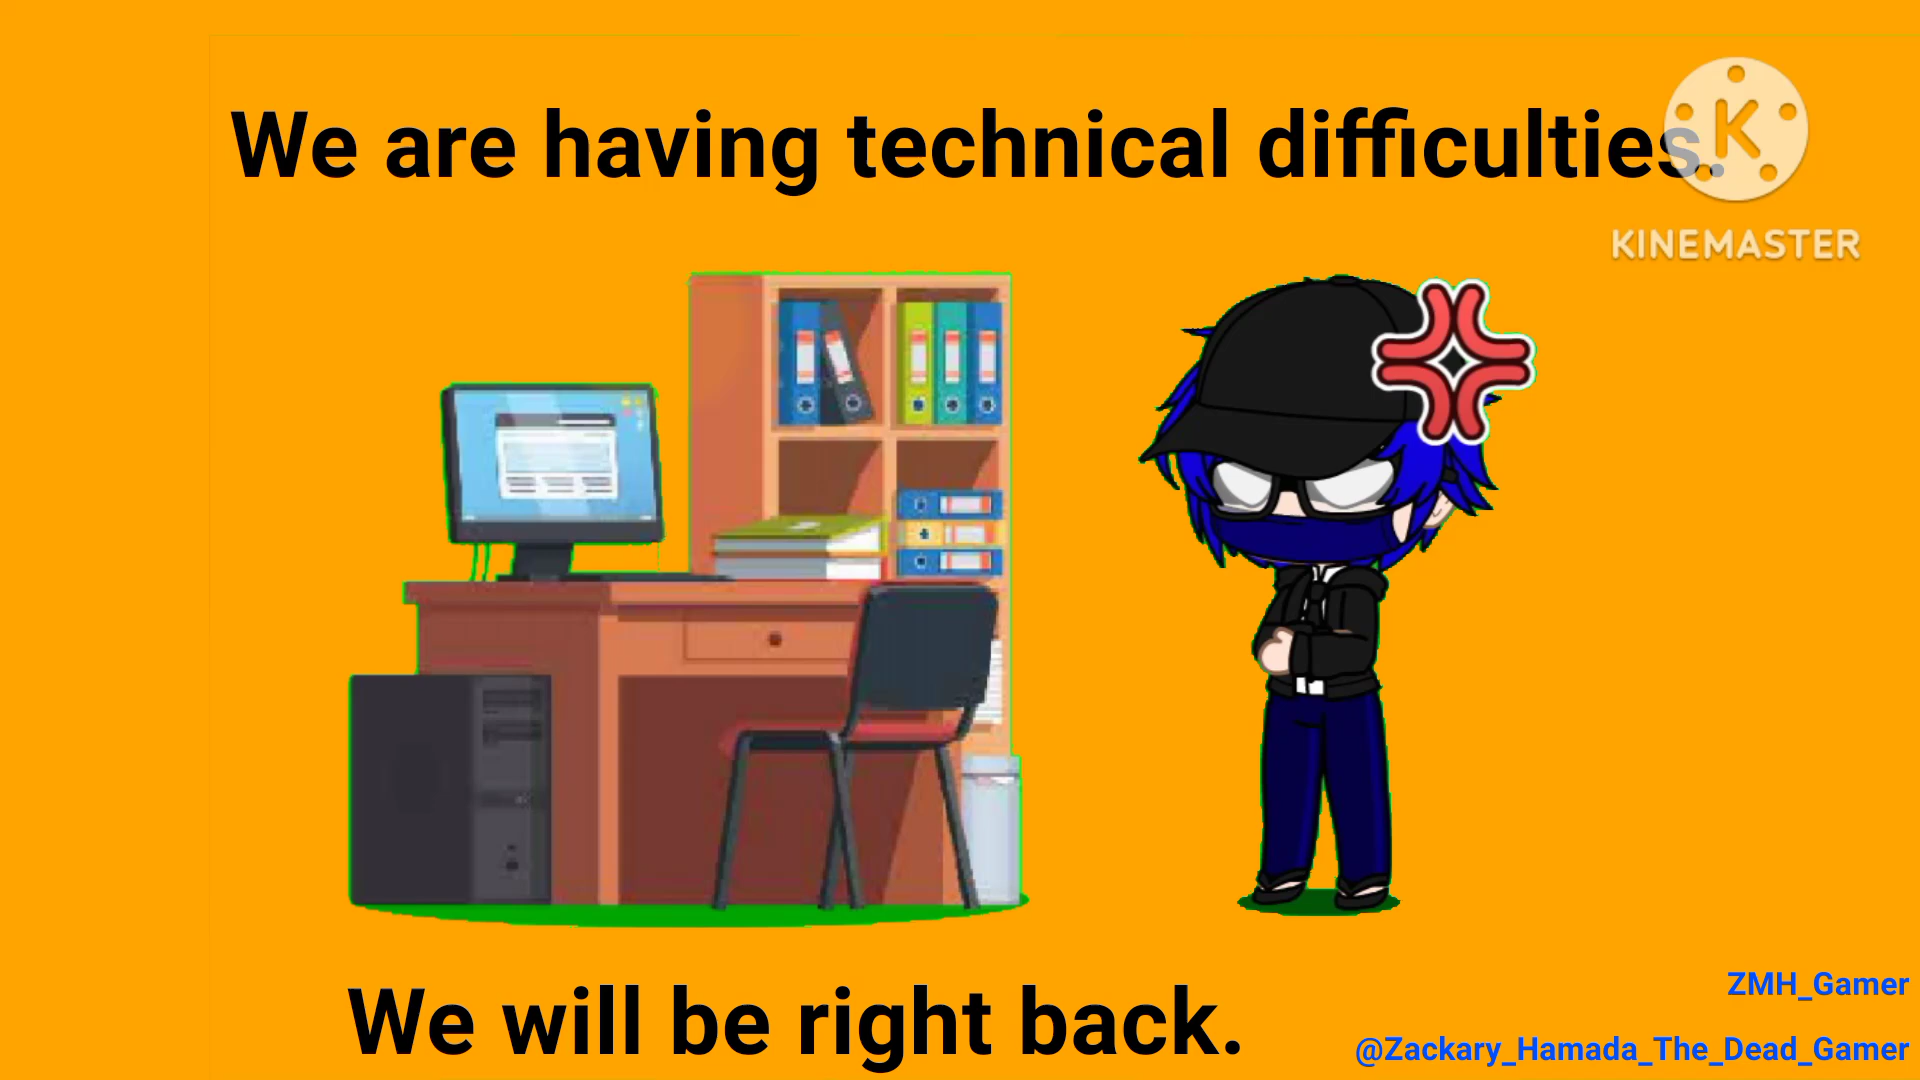 We are having technical difficulties.
K
KINEMASTER
We will be right back.
ZMH_Gamer
@Zackary_Hamada_The_Dead_Gamer